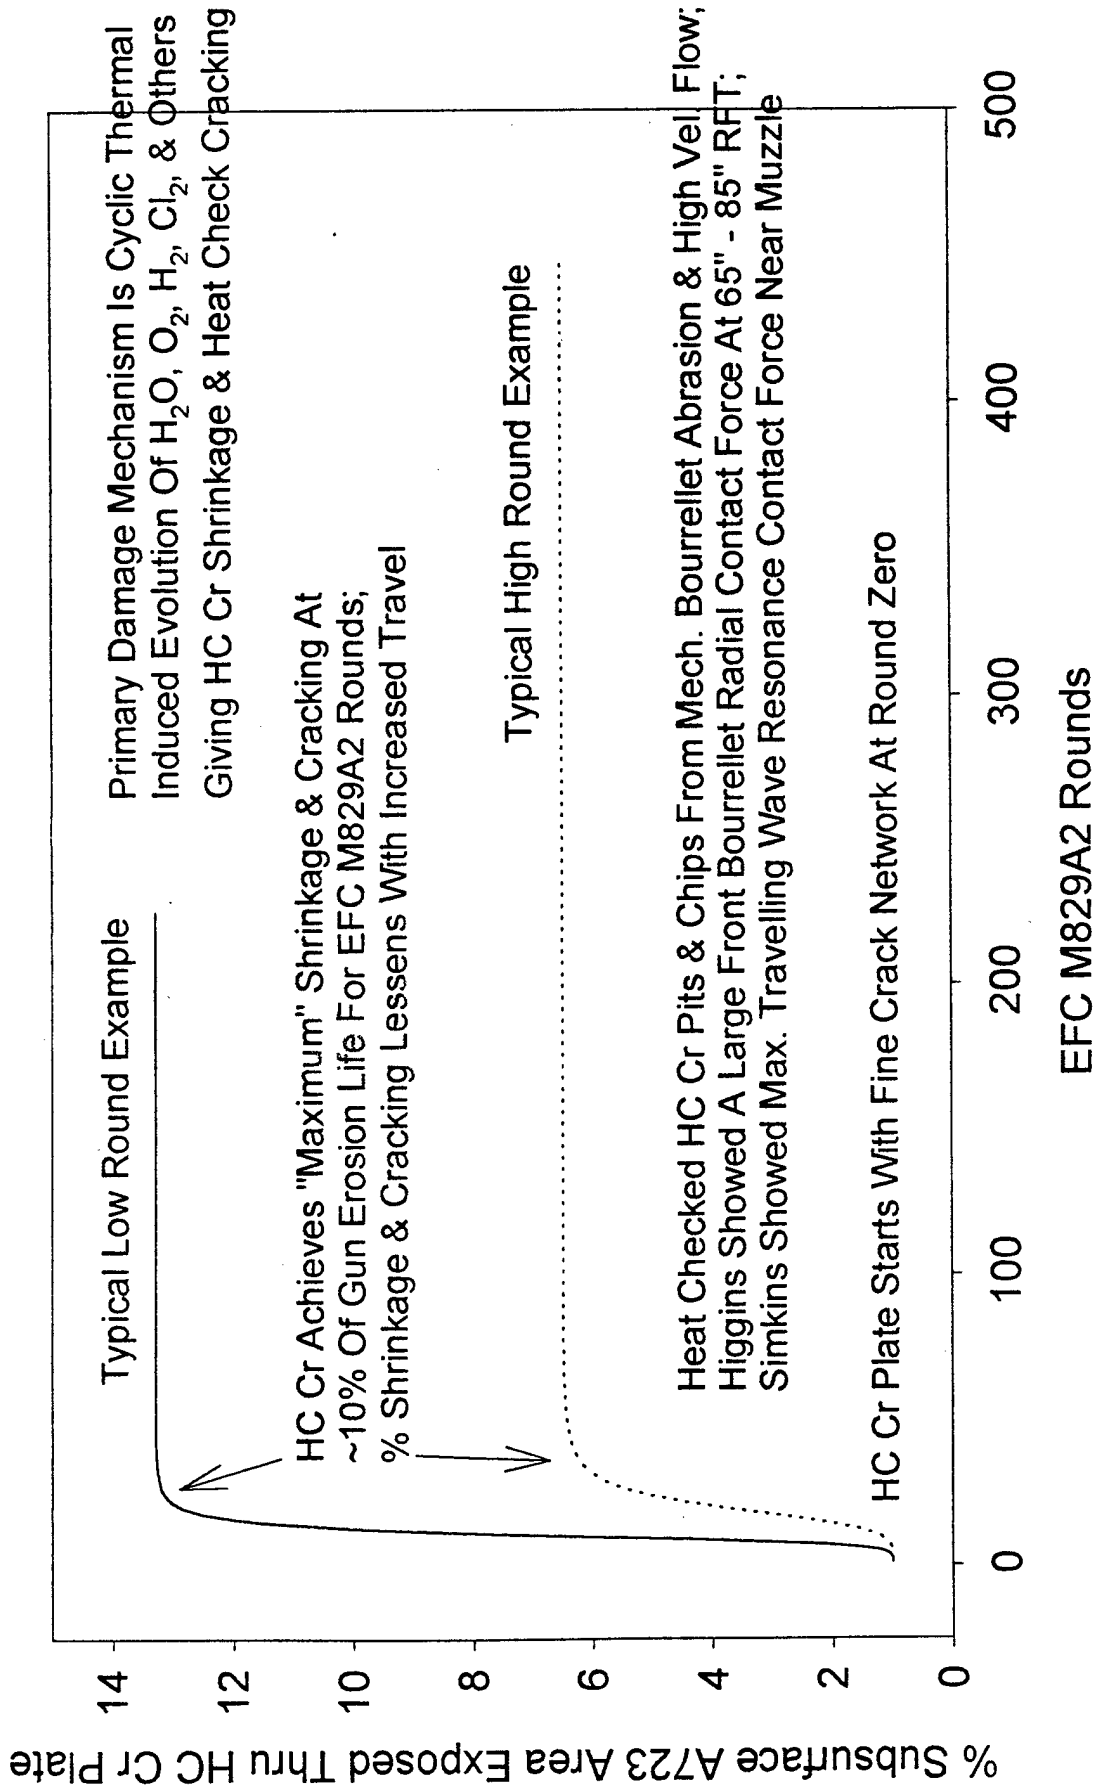 % Subsurface A723 Area Exposed Thru HC Cr Plate
14
12
10
8
6
4
2
0
Typical Low Round Example
Primary Damage Mechanism Is Cyclic Thermal
Induced Evolution Of H₂O, O₂, H₂, Cl₂, & Others
Giving HC Cr Shrinkage & Heat Check Cracking
HC Cr Achieves "Maximum" Shrinkage & Cracking At
~10% Of Gun Erosion Life For EFC M829A2 Rounds;
% Shrinkage & Cracking Lessens With Increased Travel
Typical High Round Example
Heat Checked HC Cr Pits & Chips From Mech. Bourrellet Abrasion & High Vel. Flow;
Higgins Showed A Large Front Bourrellet Radial Contact Force At 65" - 85" RFT;
Simkins Showed Max. Travelling Wave Resonance Contact Force Near Muzzle
HC Cr Plate Starts With Fine Crack Network At Round Zero
0
100
200
300
400
500
EFC M829A2 Rounds